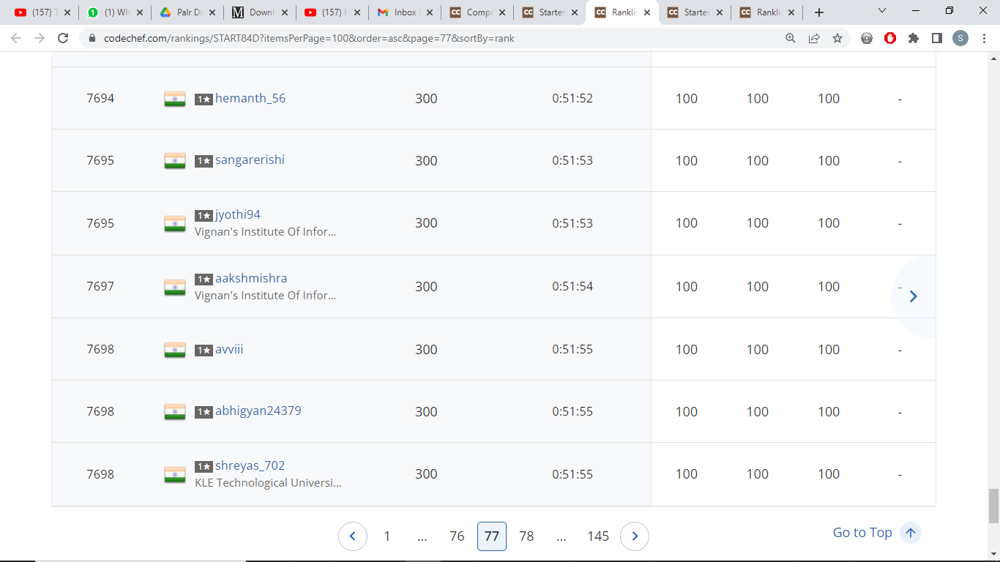 (157) T
(1) Wh
Palr Do
Downl
(157) H
Inbox
Compe
Starter
Ranklis
Starter
Ranklis
codechef.com/rankings/START84D?itemsPerPage=100&order=asc&page=77&sortBy=rank
S
7694 1★ hemanth_56 300 0:51:52 100 100 100 -
7695 1★ sangarerishi 300 0:51:53 100 100 100 -
7695 1★ jyothi94 300 0:51:53 100 100 100 -
Vignan's Institute Of Infor...
7697 1★ aakshmishra 300 0:51:54 100 100 100 -
Vignan's Institute Of Infor...
7698 1★ avviii 300 0:51:55 100 100 100 -
7698 1★ abhigyan24379 300 0:51:55 100 100 100 -
7698 1★ shreyas_702 300 0:51:55 100 100 100 -
KLE Technological Universi...
1 ... 76 77 78 ... 145
Go to Top